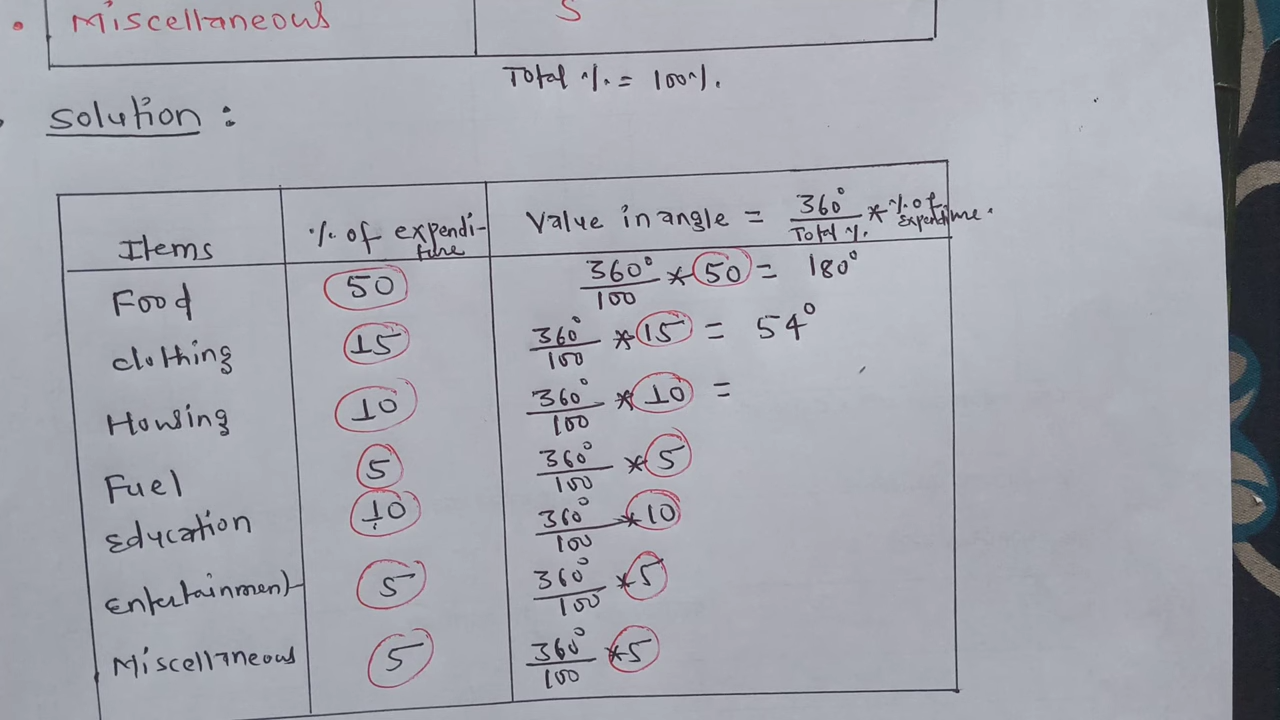 Miscellaneous 5
Total % = 100%.
Solution :
Items % of expendi- ture Value in angle = 360° / Total % * % of expenditure.
Food 50 360° / 100 * 50 = 180°
clothing 15 360° / 100 * 15 = 54°
Housing 10 360° / 100 * 10 =
Fuel 5 360° / 100 * 5
Education 10 360° / 100 * 10
Entertainment 5 360° / 100 * 5
Miscellaneous 5 360° / 100 * 5